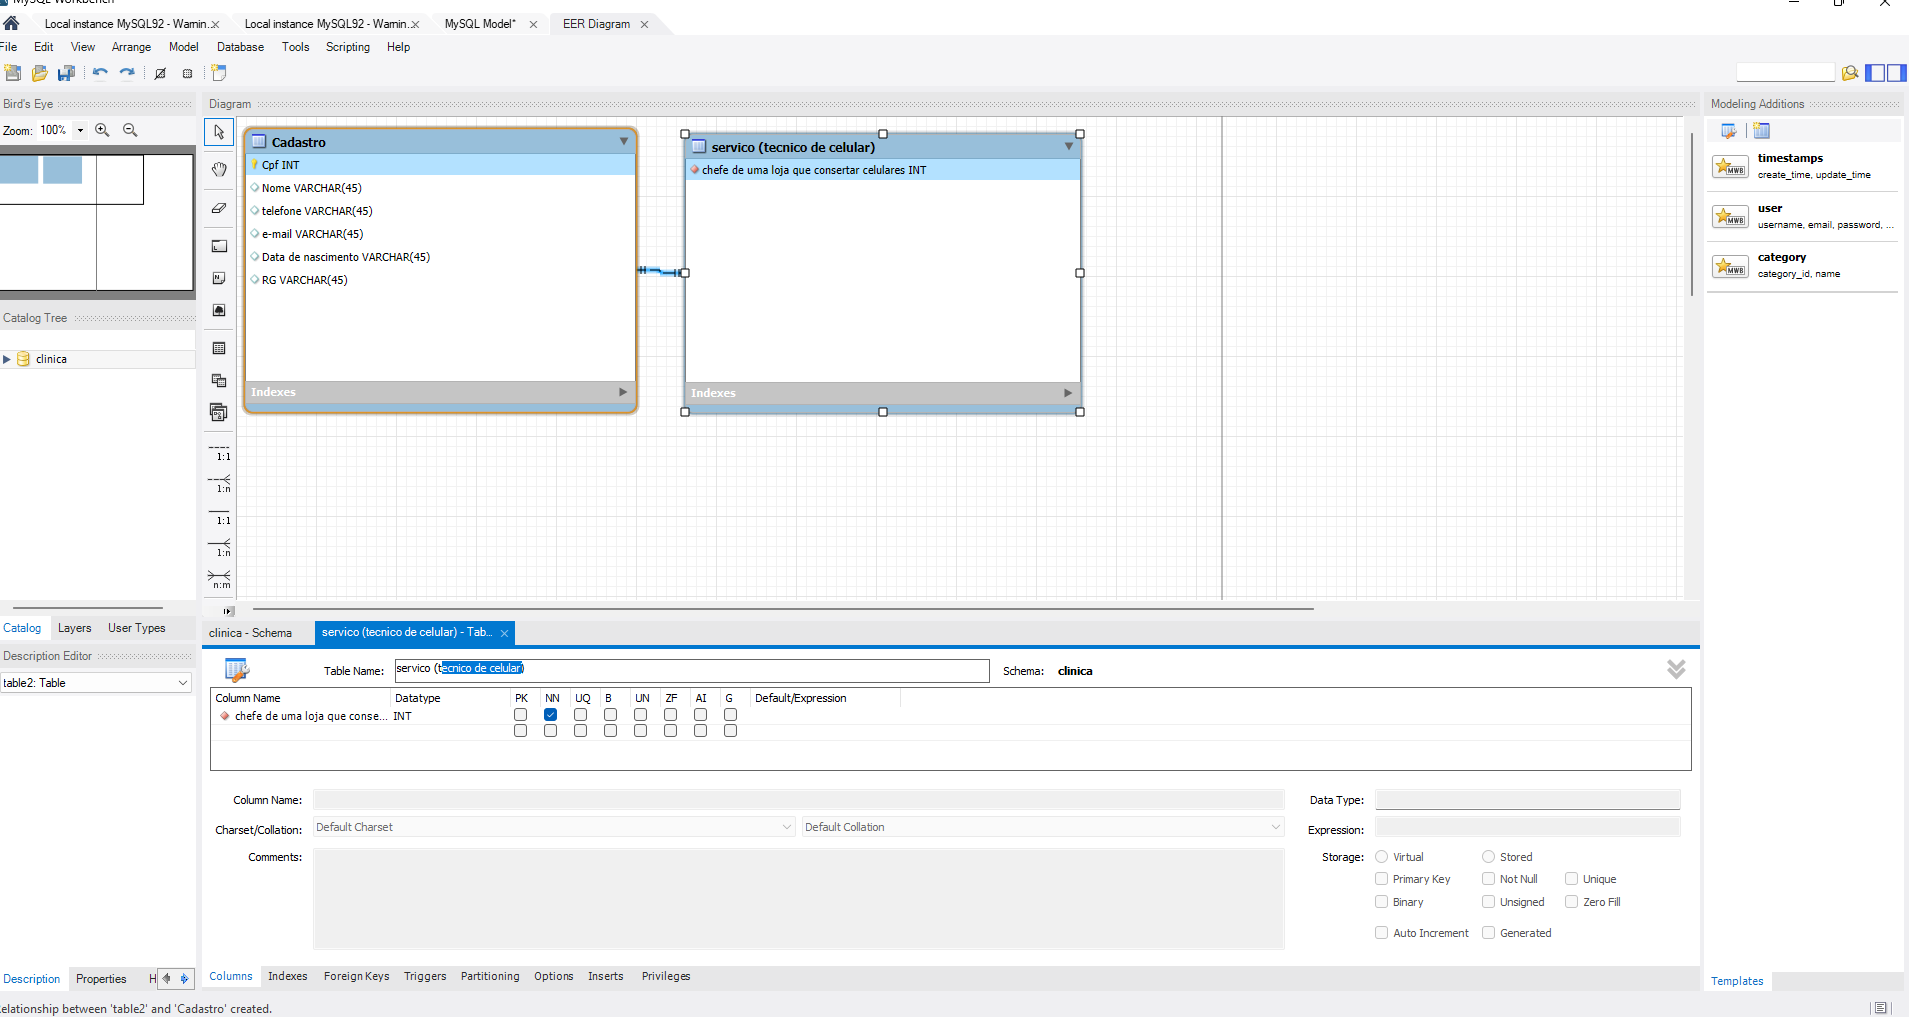 MySQL Workbench
Local instance MySQL92 - Warnin...
Local instance MySQL92 - Warnin...
MySQL Model*
EER Diagram
File Edit View Arrange Model Database Tools Scripting Help
Bird's Eye
Zoom: 100%
Catalog Tree
clinica
Catalog Layers User Types
Description Editor
table2: Table
Description Properties H
Diagram
1:1
1:n
1:1
1:n
n:m
Cadastro
Cpf INT
Nome VARCHAR(45)
telefone VARCHAR(45)
e-mail VARCHAR(45)
Data de nascimento VARCHAR(45)
RG VARCHAR(45)
Indexes
servico (tecnico de celular)
chefe de uma loja que consertar celulares INT
Indexes
Modeling Additions
MWB
timestamps
create_time, update_time
MWB
user
username, email, password, ...
MWB
category
category_id, name
Templates
clinica - Schema
servico (tecnico de celular) - Tab...
Table Name: servico (tecnico de celular)
Schema: clinica
Column Name Datatype PK NN UQ B UN ZF AI G Default/Expression
chefe de uma loja que conse... INT
Column Name:
Data Type:
Charset/Collation: Default Charset Default Collation
Expression:
Comments:
Storage: Virtual Stored
Primary Key Not Null Unique
Binary Unsigned Zero Fill
Auto Increment Generated
Columns Indexes Foreign Keys Triggers Partitioning Options Inserts Privileges
elationship between 'table2' and 'Cadastro' created.